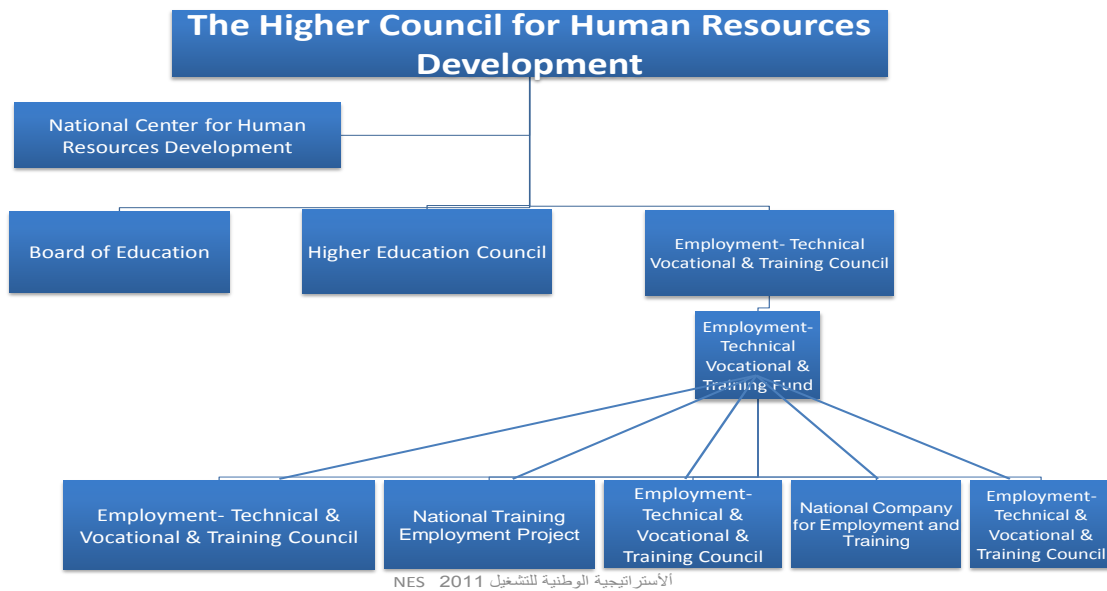 The Higher Council for Human Resources
Development
National Center for Human
Resources Development
Board of Education
Higher Education Council
Employment- Technical
Vocational & Training Council
Employment-
Technical
Vocational &
Training Fund
Employment- Technical &
Vocational & Training Council
National Training
Employment Project
Employment-
Technical &
Vocational &
Training Council
National Company
for Employment and
Training
Employment-
Technical &
Vocational &
Training Council
ألأستراتيجية الوطنية للتشغيل NES 2011